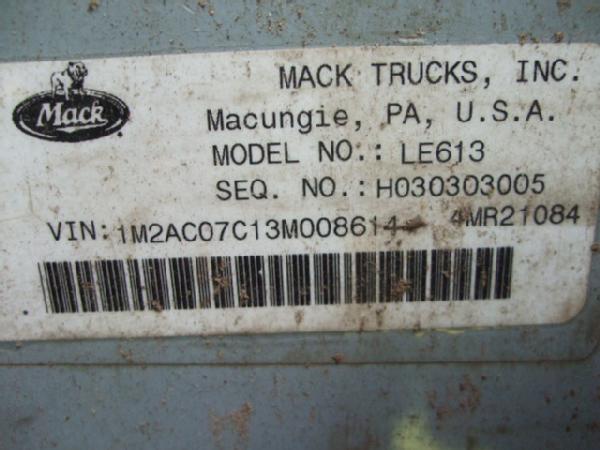 Mack
MACK TRUCKS, INC.
Macungie, PA, U.S.A.
MODEL NO.: LE613
SEQ. NO.: H030303005
VIN: 1M2AC07C13M008614 4MR21084